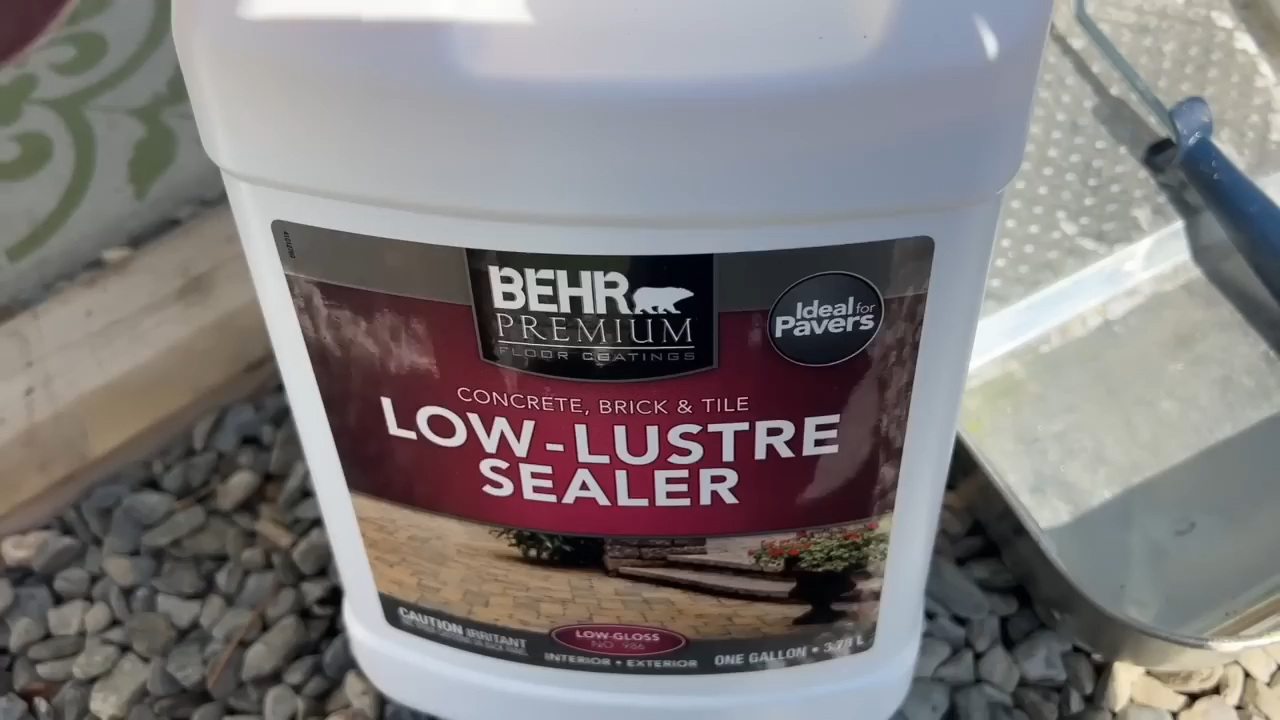 BEHR
PREMIUM
FLOOR COATINGS
Ideal for
Pavers
CONCRETE, BRICK & TILE
LOW-LUSTRE
SEALER
CAUTION IRRITANT
LOW-GLOSS
NO 986
INTERIOR • EXTERIOR
ONE GALLON • 3.79 L